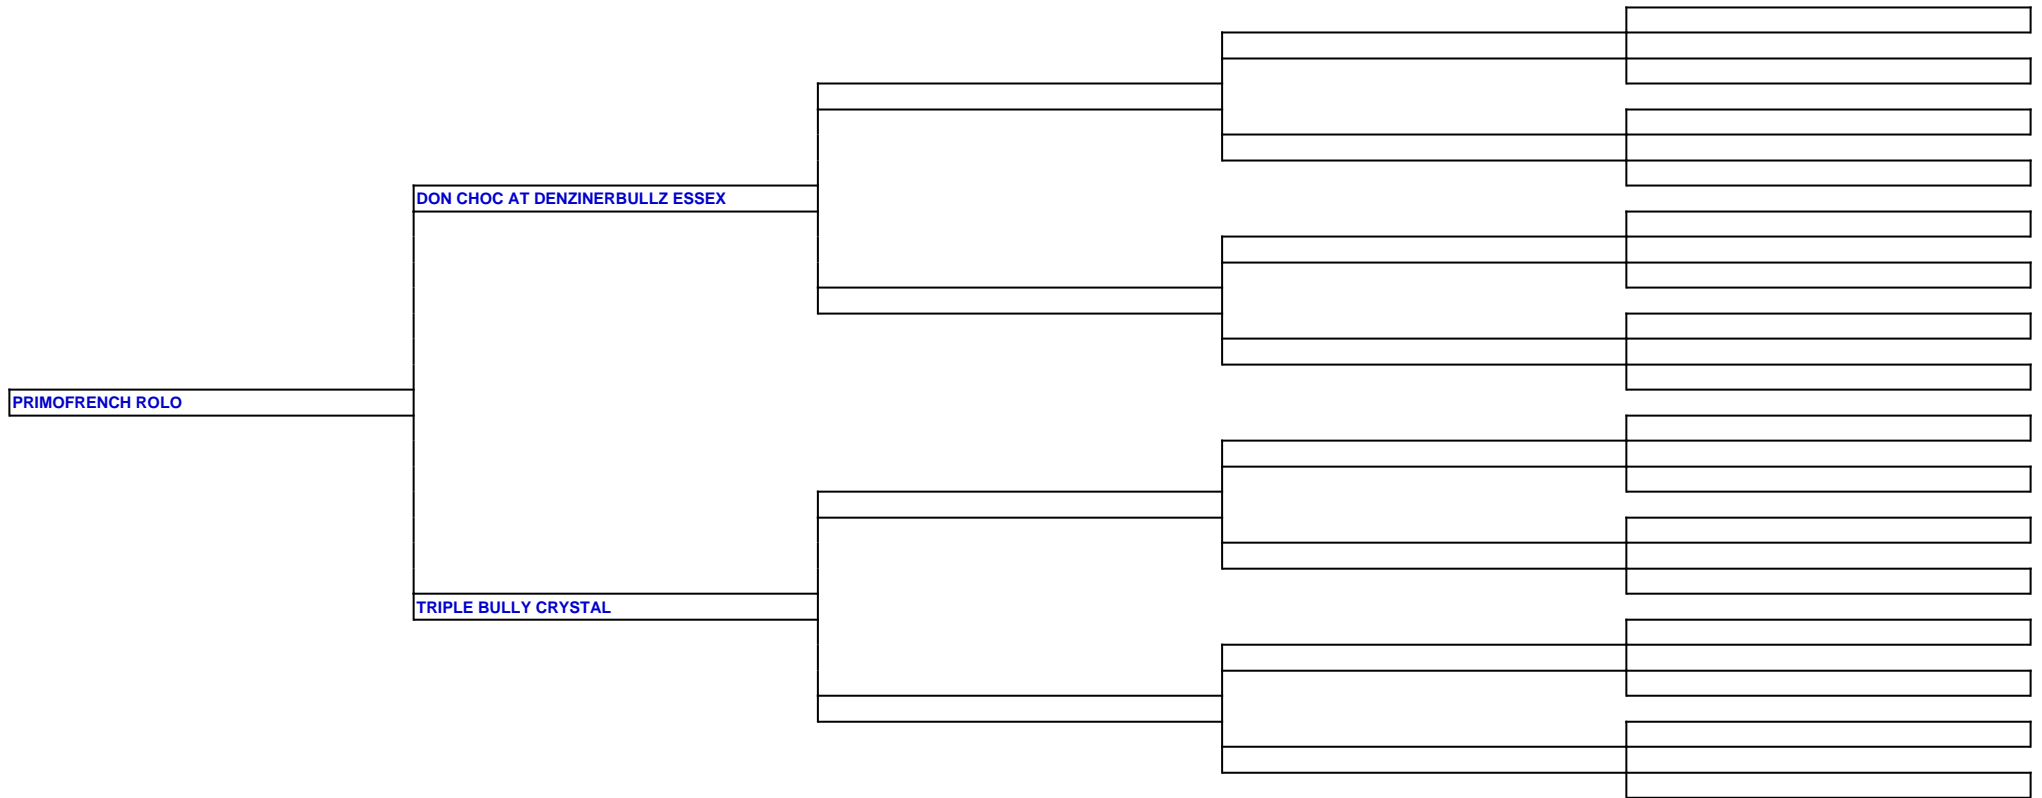 DON CHOC AT DENZINERBULLZ ESSEX
PRIMOFRENCH ROLO
TRIPLE BULLY CRYSTAL